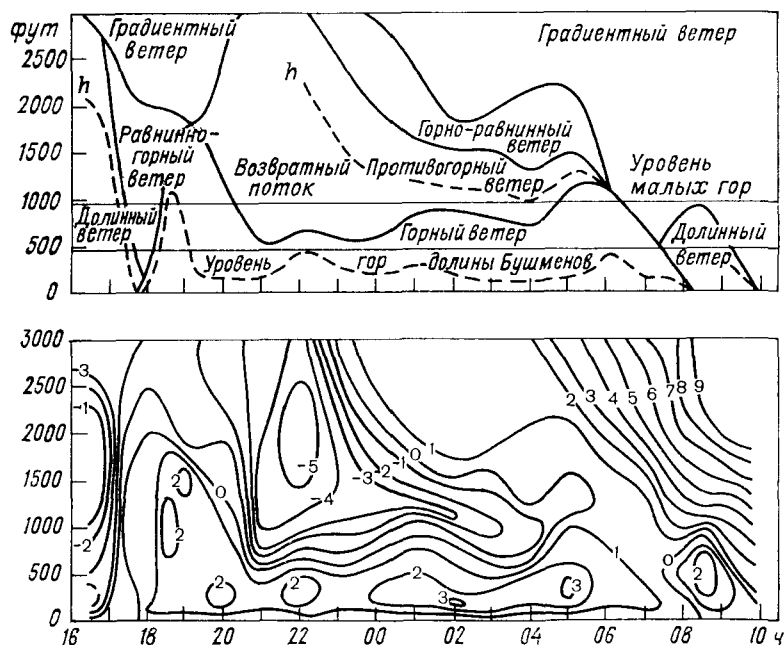 фут
2500
2000
1500
1000
500
0
Градиентный
ветер
Градиентный ветер
h
h
Равнинно-
горный
ветер
Долинный
ветер
Возвратный
поток
Горно-равнинный
ветер
Противогорный
ветер
Уровень
малых гор
Горный ветер
Долинный
ветер
Уровень гор долины Бушменов
3000
2500
2000
1500
1000
500
0
-3
-1
-2
2
2
0
2
2
-5
-4
-3
-2
-1
0
1
2
3
3
1
2 3 4 5 6 7 8 9
0
2
16 18 20 22 00 02 04 06 08 10 ч